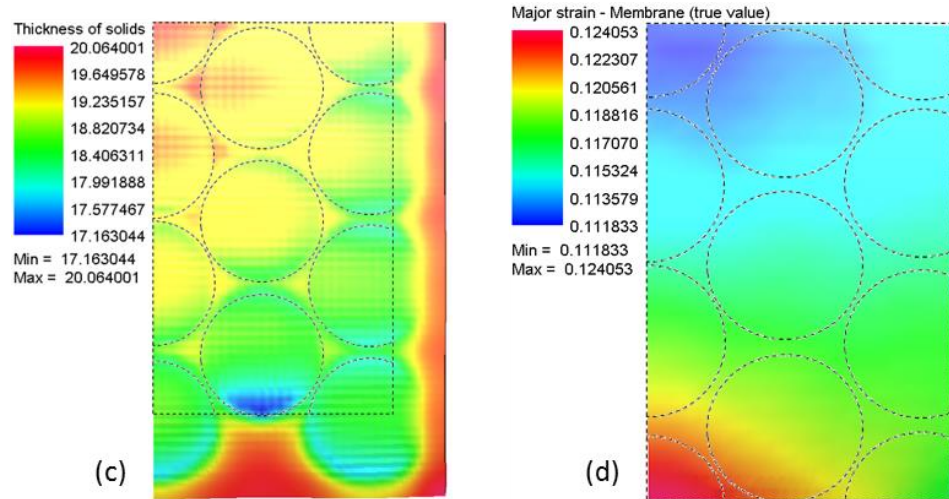 Thickness of solids
20.064001
19.649578
19.235157
18.820734
18.406311
17.991888
17.577467
17.163044
Min = 17.163044
Max = 20.064001
(c)
Major strain - Membrane (true value)
0.124053
0.122307
0.120561
0.118816
0.117070
0.115324
0.113579
0.111833
Min = 0.111833
Max = 0.124053
(d)